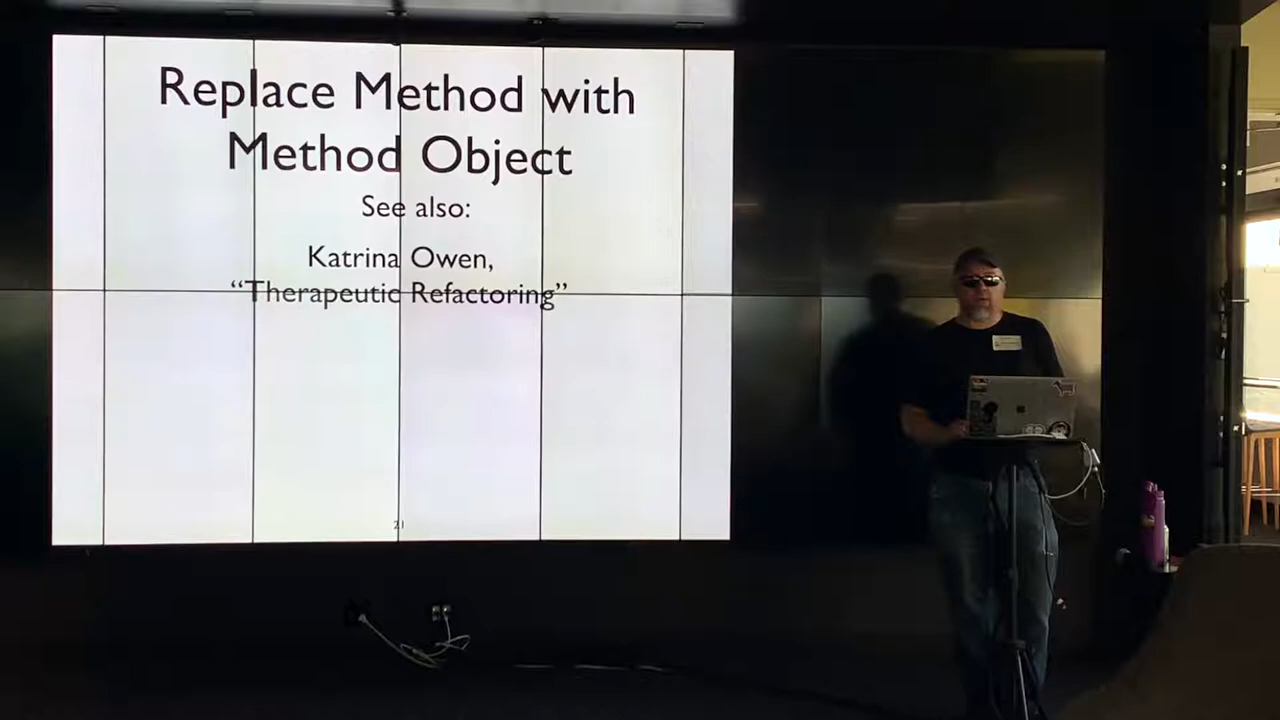 Replace Method with
Method Object
See also:
Katrina Owen,
“Therapeutic Refactoring”
21